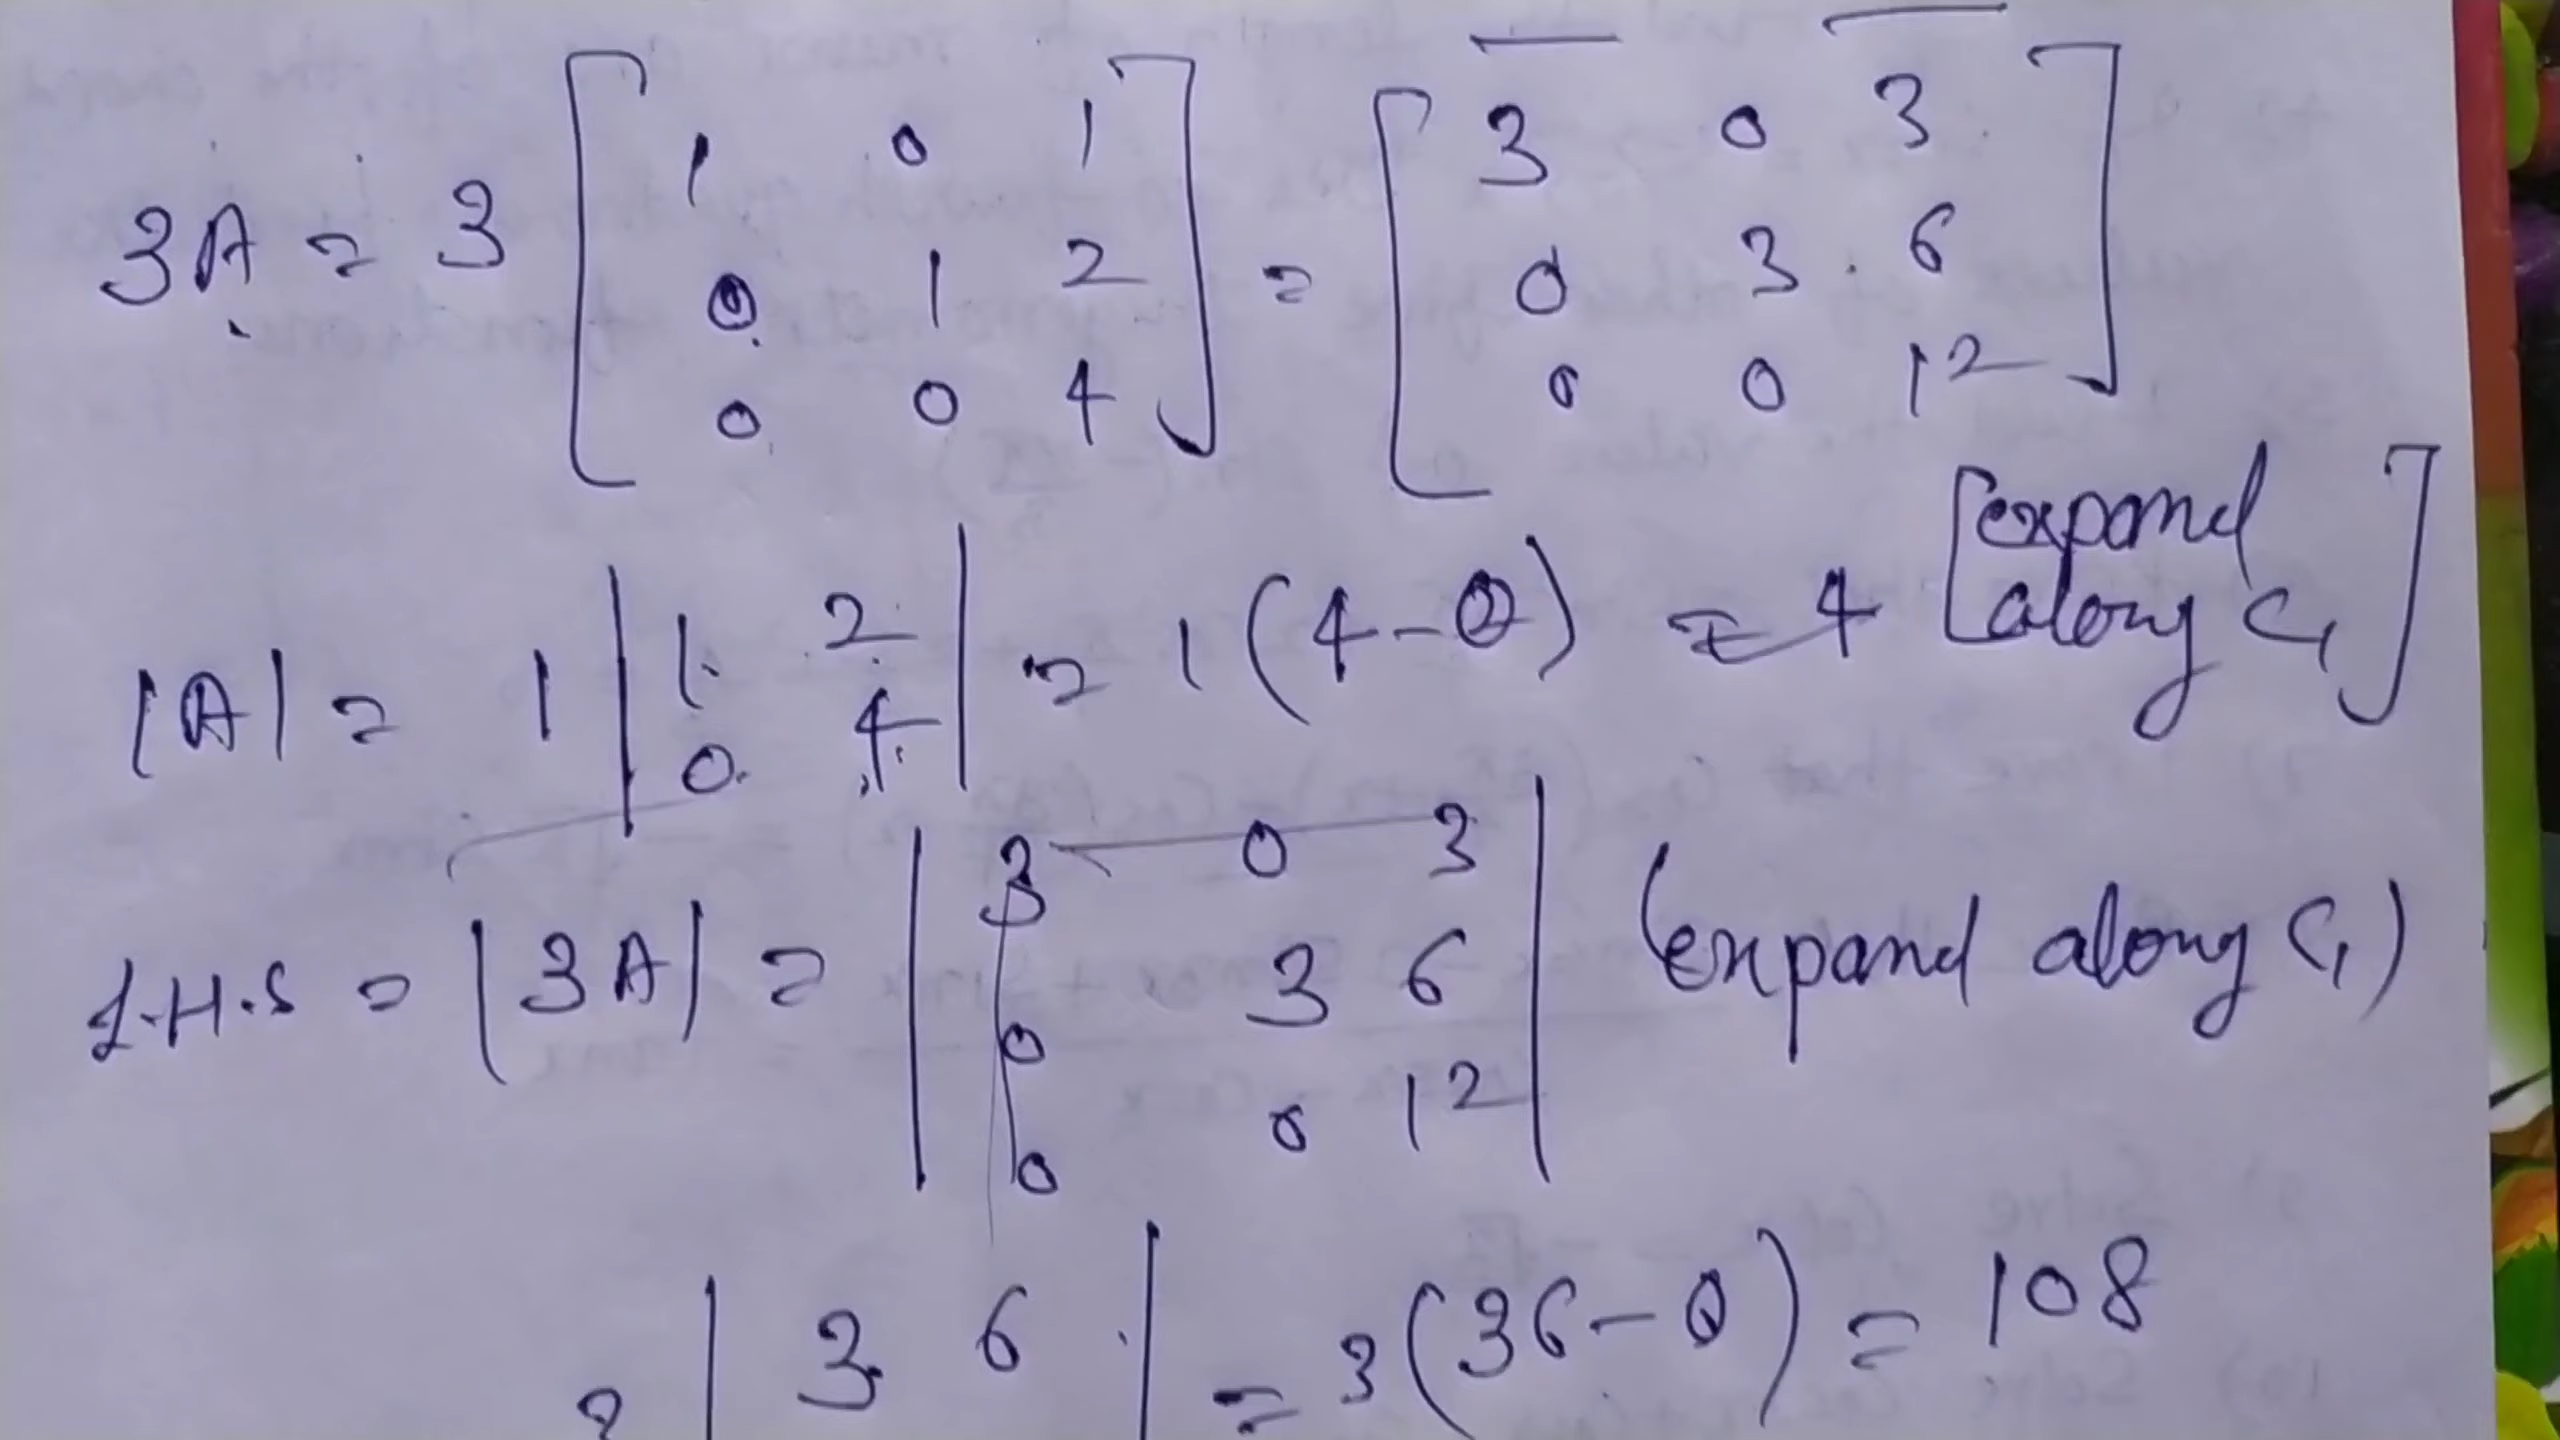 3A = 3 [ 1 0 1
0 1 2
0 0 4 ] = [ 3 0 3
0 3 6
0 0 12 ]
|A| = 1 | 1 2
0 4 | = 1 (4-0) = 4 [expand along C1]
L.H.S = |3A| = | 3 0 3
0 3 6
0 0 12 | (expand along C1)
| 3 6 | = 3 (36-0) = 108